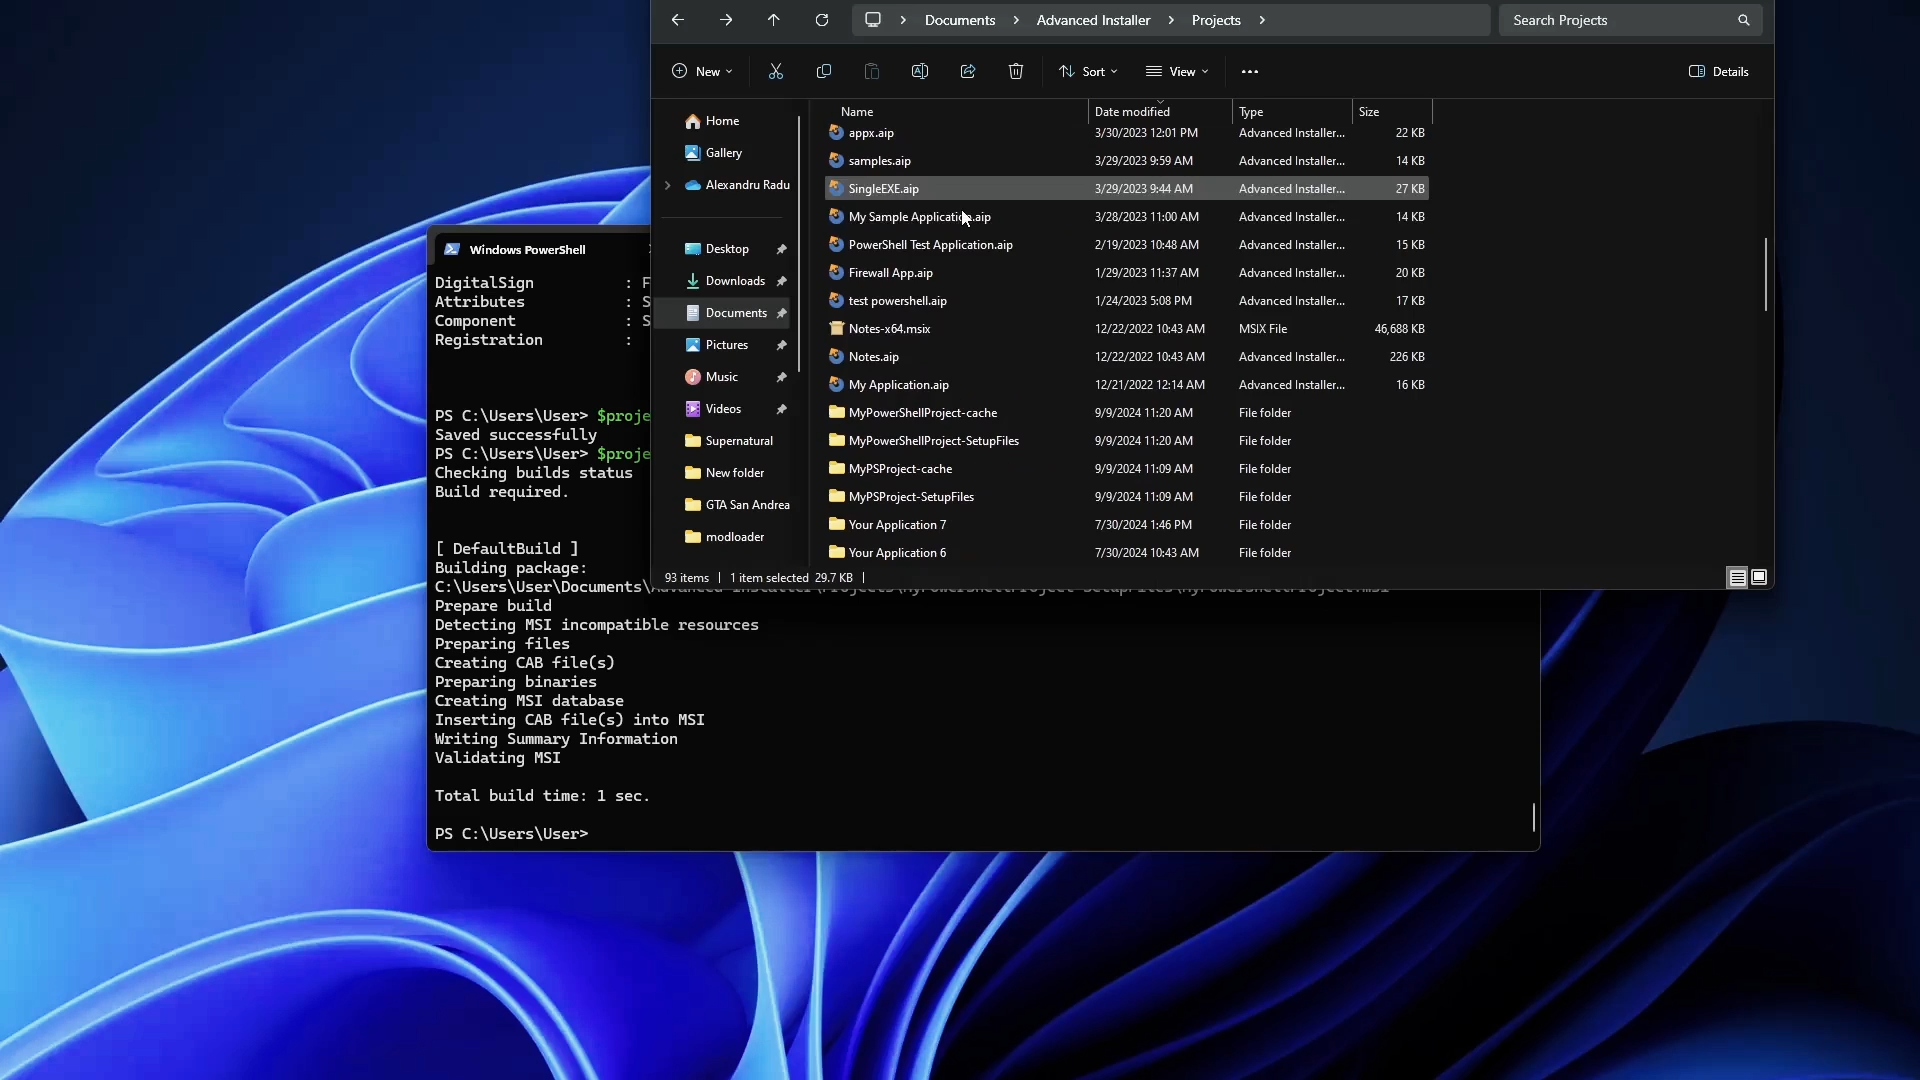 Documents
Advanced Installer
Projects
Search Projects
New
Sort
View
Details
Name
Date modified
Type
Size
Home
Gallery
Alexandru Radu
Desktop
Downloads
Documents
Pictures
Music
Videos
Supernatural
New folder
GTA San Andrea
modloader
appx.aip 3/30/2023 12:01 PM Advanced Installer... 22 KB
samples.aip 3/29/2023 9:59 AM Advanced Installer... 14 KB
SingleEXE.aip 3/29/2023 9:44 AM Advanced Installer... 27 KB
My Sample Application.aip 3/28/2023 11:00 AM Advanced Installer... 14 KB
PowerShell Test Application.aip 2/19/2023 10:48 AM Advanced Installer... 15 KB
Firewall App.aip 1/29/2023 11:37 AM Advanced Installer... 20 KB
test powershell.aip 1/24/2023 5:08 PM Advanced Installer... 17 KB
Notes-x64.msix 12/22/2022 10:43 AM MSIX File 46,688 KB
Notes.aip 12/22/2022 10:43 AM Advanced Installer... 226 KB
My Application.aip 12/21/2022 12:14 AM Advanced Installer... 16 KB
MyPowerShellProject-cache 9/9/2024 11:20 AM File folder
MyPowerShellProject-SetupFiles 9/9/2024 11:20 AM File folder
MyPSProject-cache 9/9/2024 11:09 AM File folder
MyPSProject-SetupFiles 9/9/2024 11:09 AM File folder
Your Application 7 7/30/2024 1:46 PM File folder
Your Application 6 7/30/2024 10:43 AM File folder
93 items 1 item selected 29.7 KB
Windows PowerShell
DigitalSign : F
Attributes : S
Component : S
Registration :
PS C:\Users\User> $proje
Saved successfully
PS C:\Users\User> $proje
Checking builds status
Build required.
[ DefaultBuild ]
Building package:
C:\Users\User\Documents\Advanced Installer\Projects\MyPowerShellProject-SetupFiles\MyPowerShellProject.msi
Prepare build
Detecting MSI incompatible resources
Preparing files
Creating CAB file(s)
Preparing binaries
Creating MSI database
Inserting CAB file(s) into MSI
Writing Summary Information
Validating MSI
Total build time: 1 sec.
PS C:\Users\User>